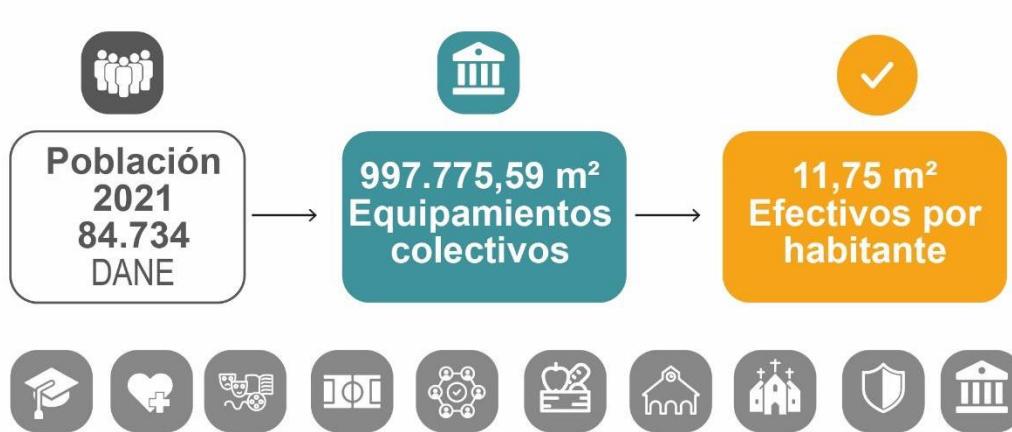 Población
2021
84.734
DANE
997.775,59 m²
Equipamientos
colectivos
11,75 m²
Efectivos por
habitante